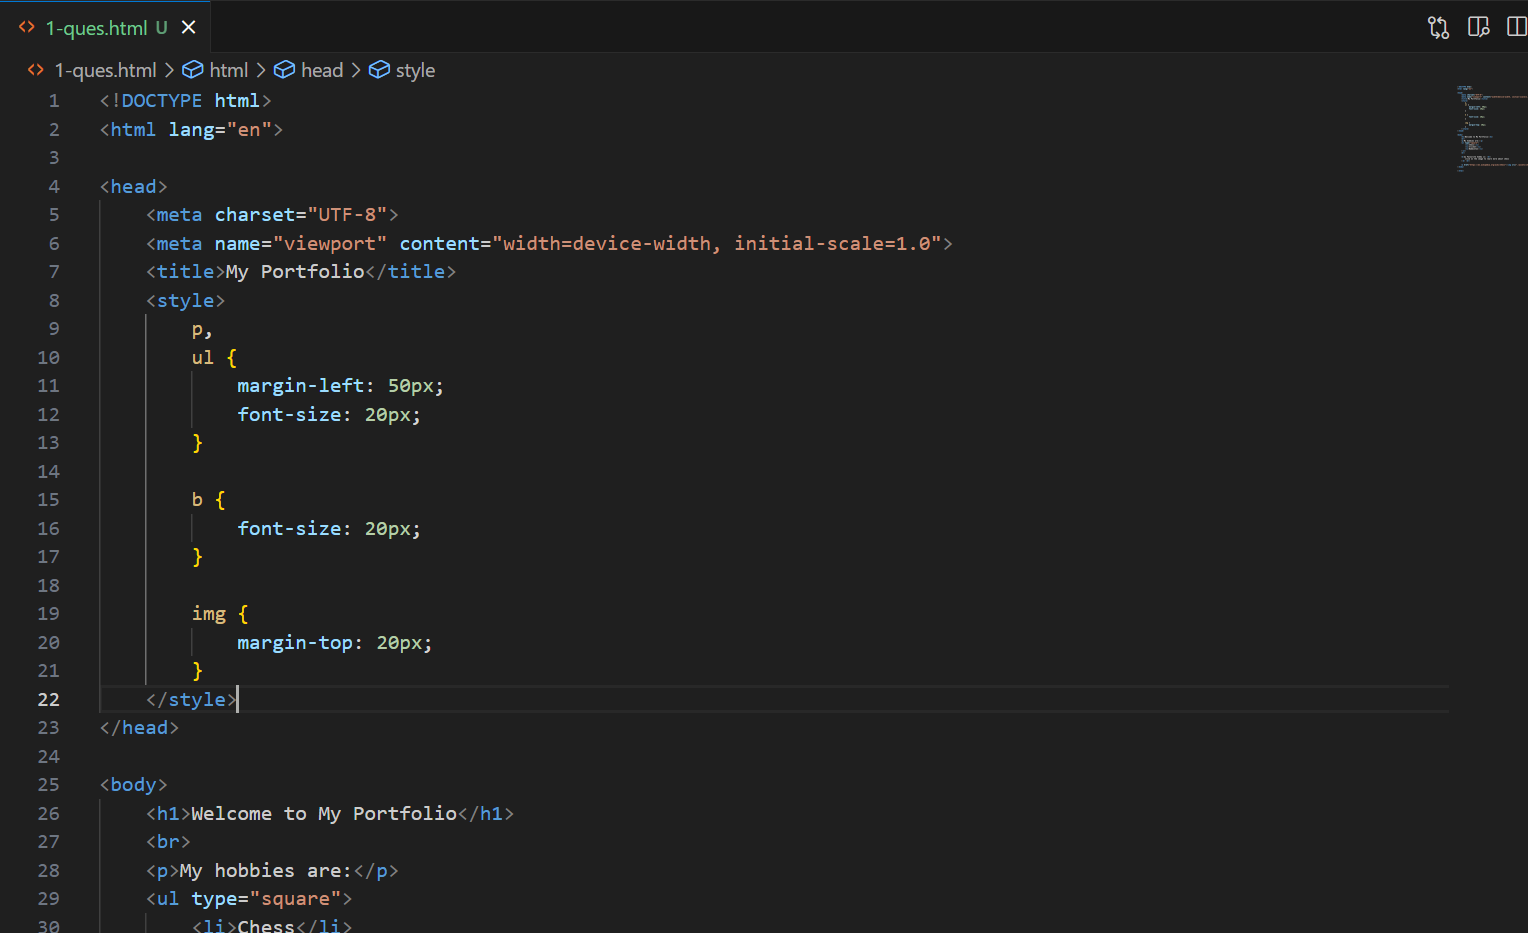 1-ques.html U
1-ques.html > html > head > style
1 <!DOCTYPE html>
2 <html lang="en">
3
4 <head>
5     <meta charset="UTF-8">
6     <meta name="viewport" content="width=device-width, initial-scale=1.0">
7     <title>My Portfolio</title>
8     <style>
9         p,
10         ul {
11             margin-left: 50px;
12             font-size: 20px;
13         }
14
15         b {
16             font-size: 20px;
17         }
18
19         img {
20             margin-top: 20px;
21         }
22     </style>
23 </head>
24
25 <body>
26     <h1>Welcome to My Portfolio</h1>
27     <br>
28     <p>My hobbies are:</p>
29     <ul type="square">
30         <li>Chess</li>